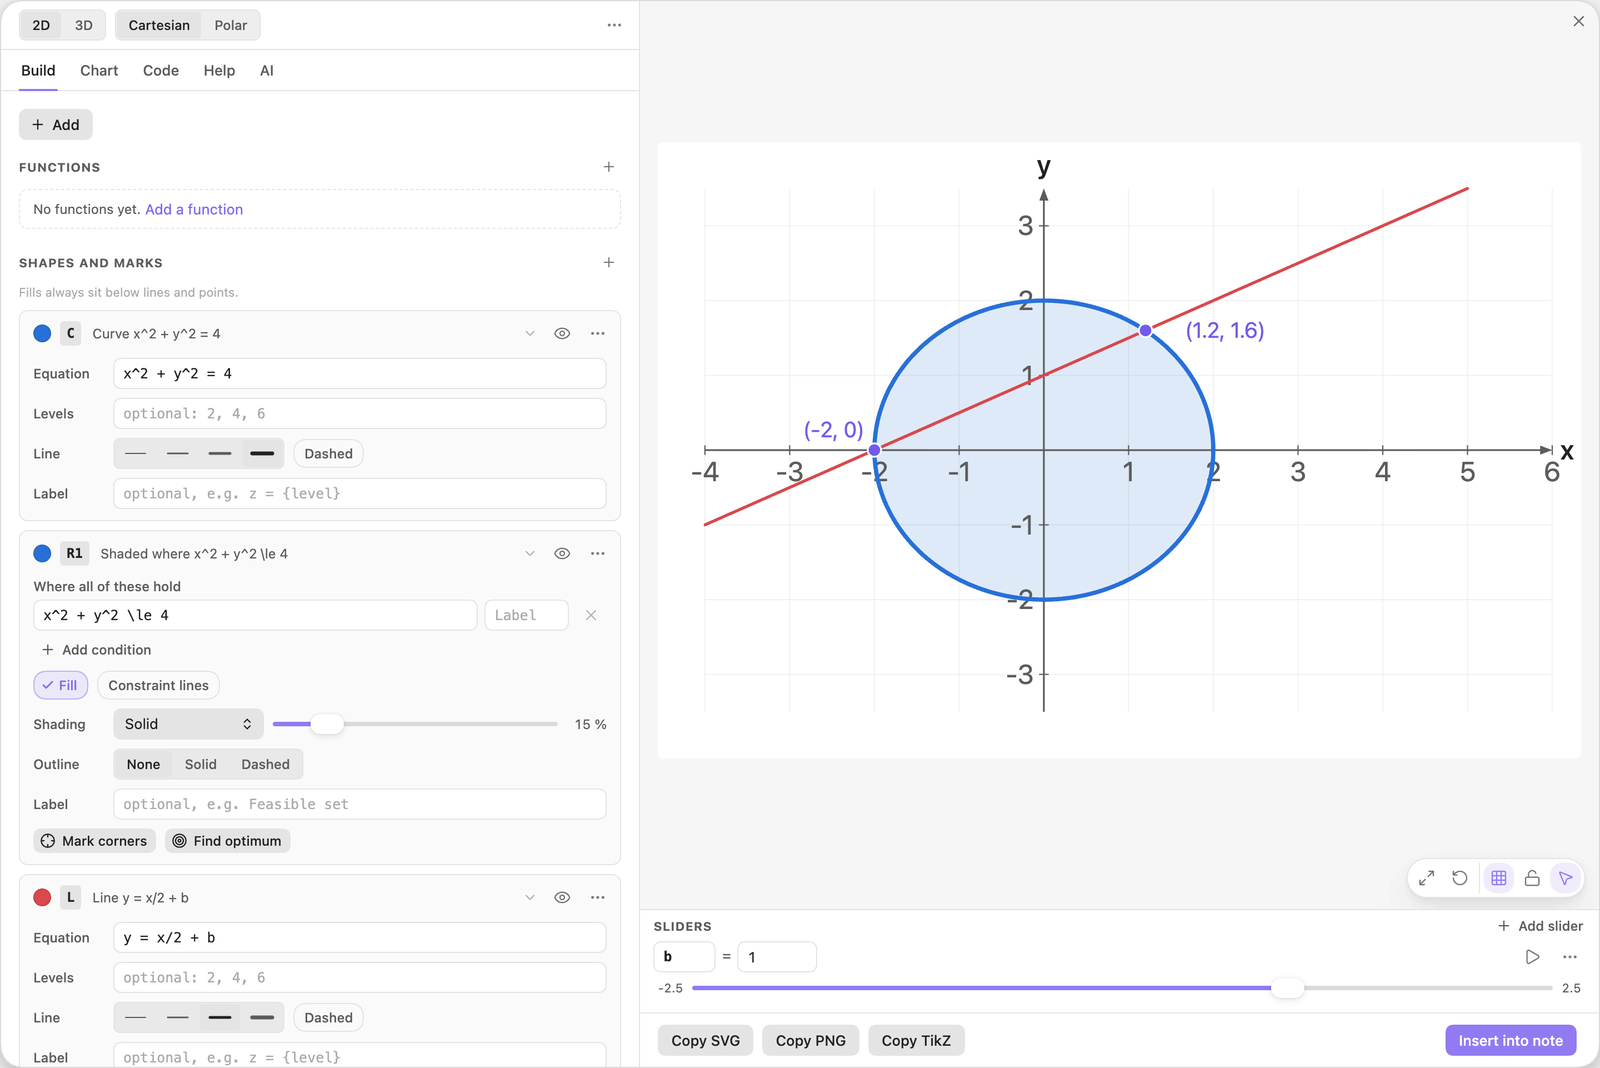 2D 3D Cartesian Polar
Build Chart Code Help AI
+ Add
FUNCTIONS
No functions yet. Add a function
SHAPES AND MARKS
Fills always sit below lines and points.
C Curve x^2 + y^2 = 4
Equation x^2 + y^2 = 4
Levels optional: 2, 4, 6
Line Dashed
Label optional, e.g. z = {level}
R1 Shaded where x^2 + y^2 \le 4
Where all of these hold
x^2 + y^2 \le 4 Label
+ Add condition
Fill Constraint lines
Shading Solid 15 %
Outline None Solid Dashed
Label optional, e.g. Feasible set
Mark corners Find optimum
L Line y = x/2 + b
Equation y = x/2 + b
Levels optional: 2, 4, 6
Line Dashed
Label optional, e.g. z = {level}
y
3
2
(1.2, 1.6)
1
(-2, 0)
x
-4 -3 -2 -1 1 2 3 4 5 6
-1
-2
-3
SLIDERS + Add slider
b = 1
-2.5 2.5
Copy SVG Copy PNG Copy TikZ Insert into note